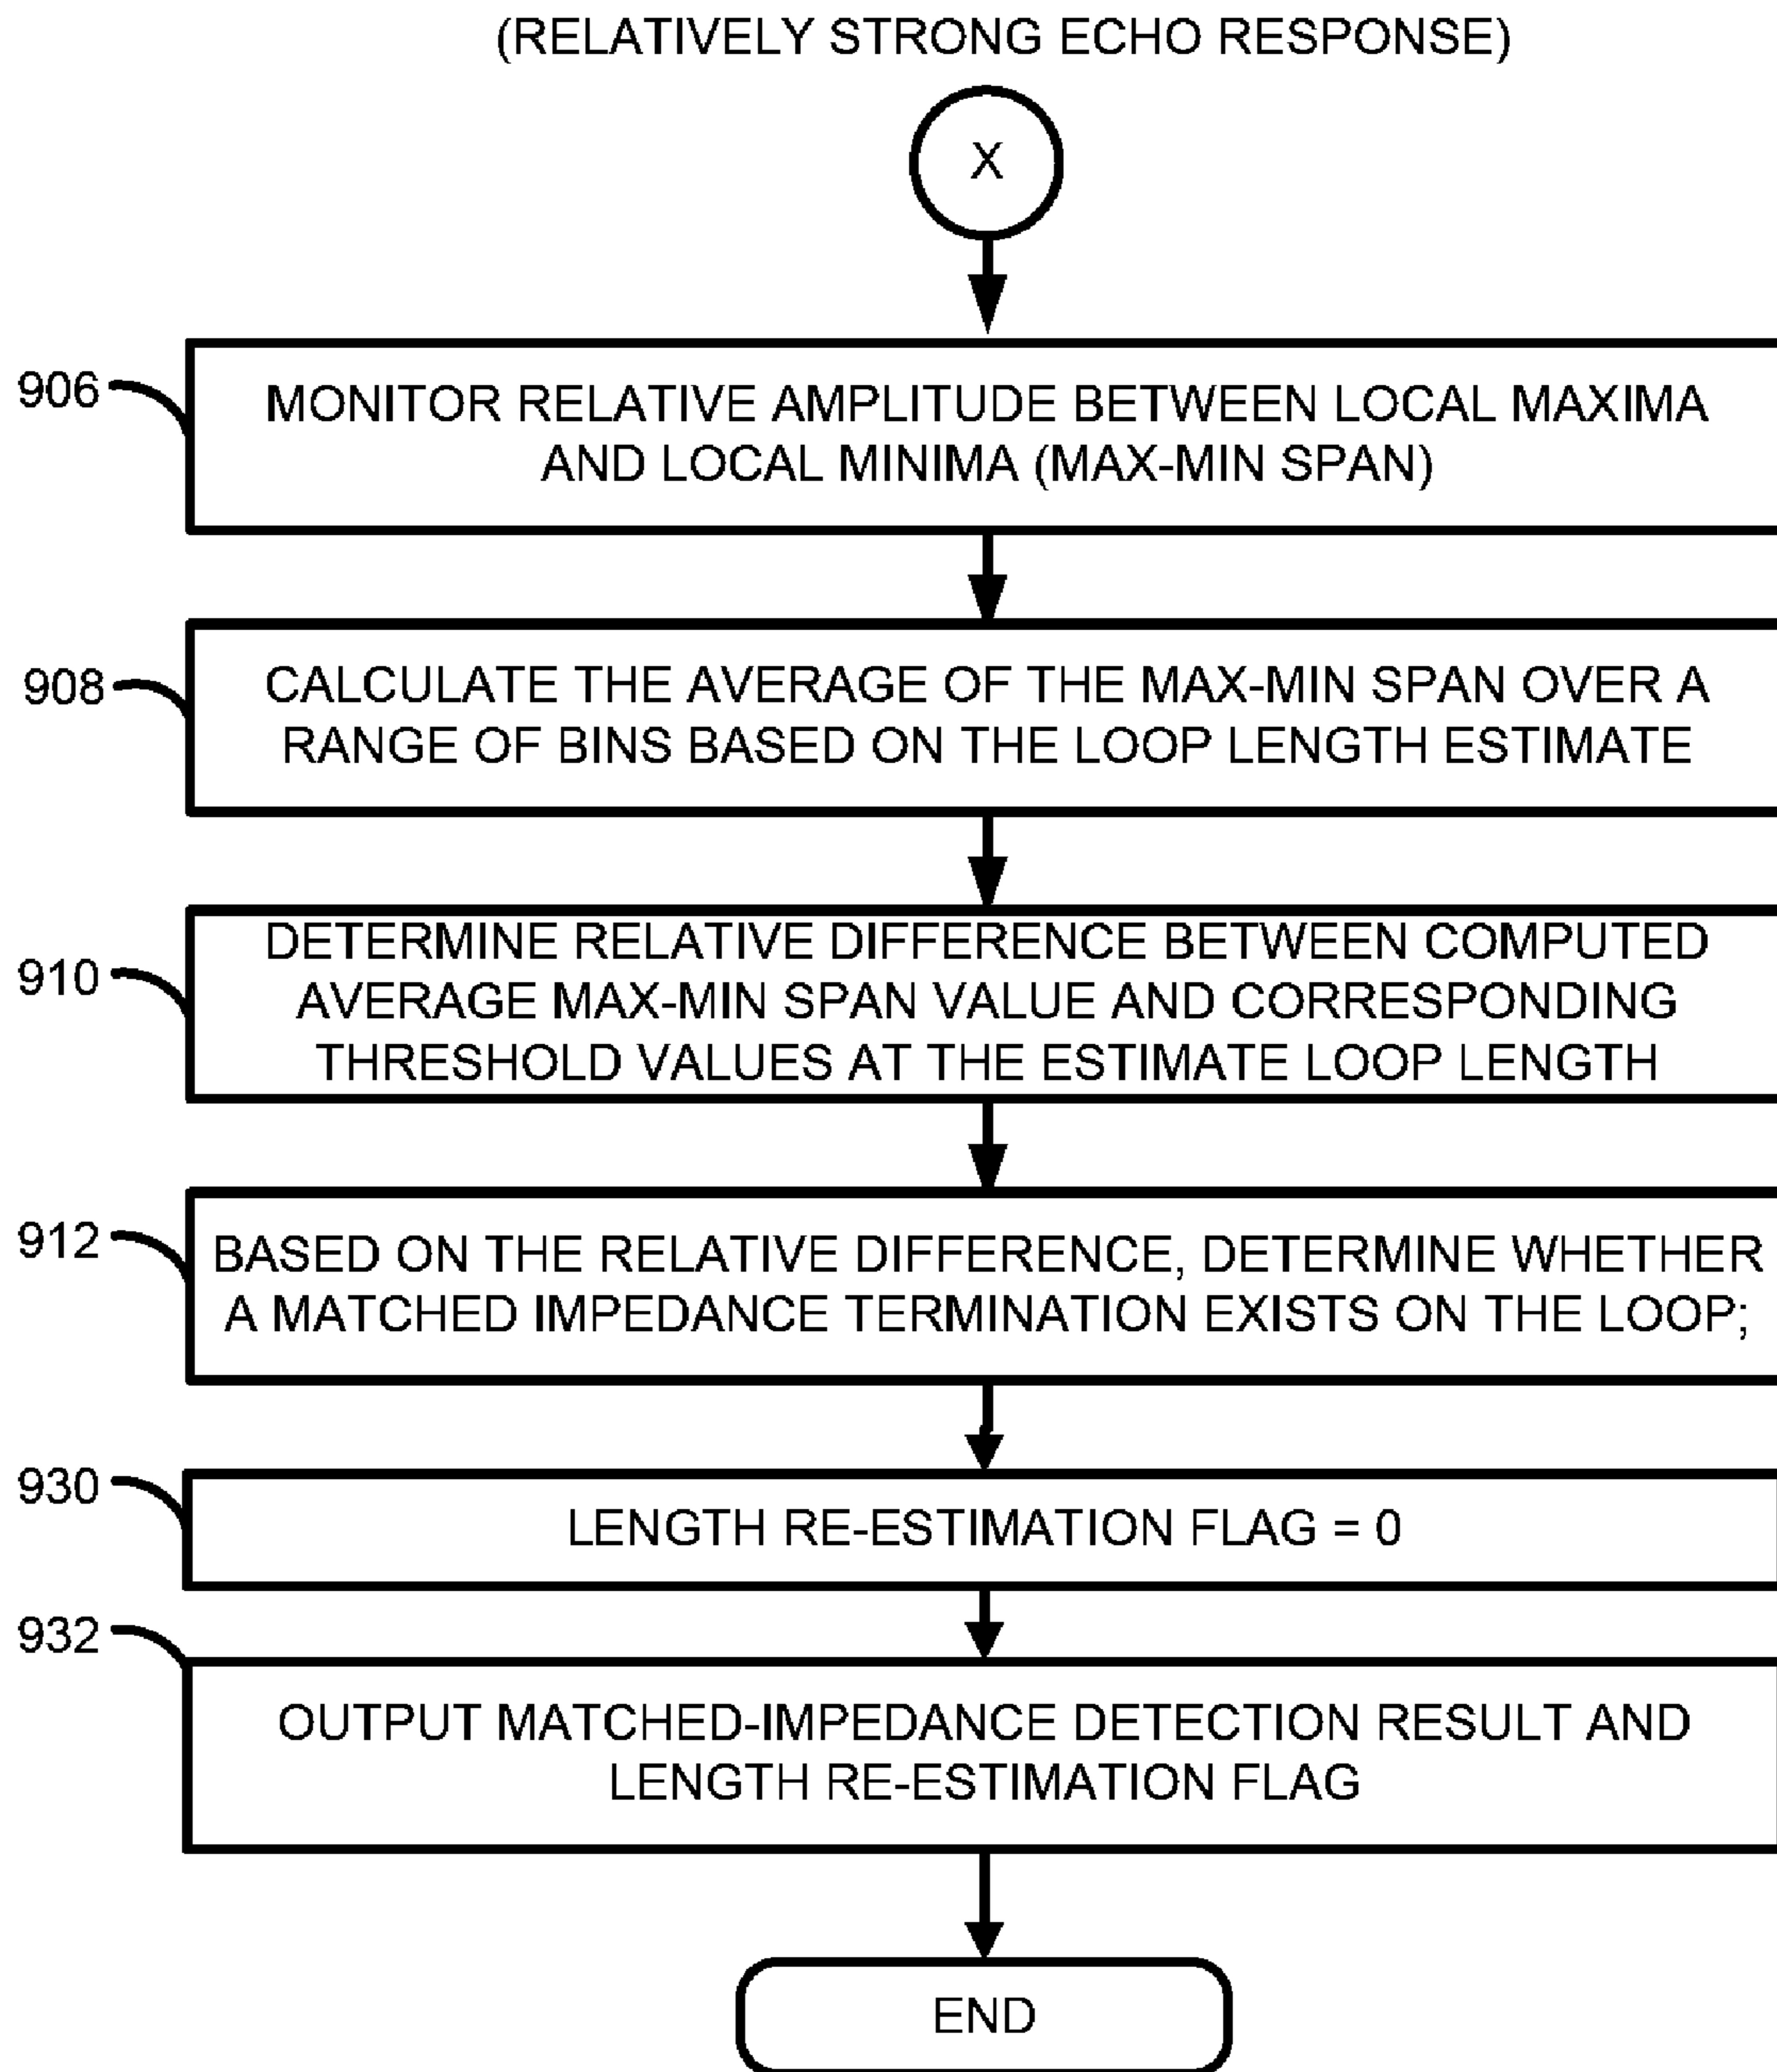 (RELATIVELY STRONG ECHO RESPONSE)
X
906
MONITOR RELATIVE AMPLITUDE BETWEEN LOCAL MAXIMA
AND LOCAL MINIMA (MAX-MIN SPAN)
908
CALCULATE THE AVERAGE OF THE MAX-MIN SPAN OVER A
RANGE OF BINS BASED ON THE LOOP LENGTH ESTIMATE
910
DETERMINE RELATIVE DIFFERENCE BETWEEN COMPUTED
AVERAGE MAX-MIN SPAN VALUE AND CORRESPONDING
THRESHOLD VALUES AT THE ESTIMATE LOOP LENGTH
912
BASED ON THE RELATIVE DIFFERENCE, DETERMINE WHETHER
A MATCHED IMPEDANCE TERMINATION EXISTS ON THE LOOP;
930
LENGTH RE-ESTIMATION FLAG = 0
932
OUTPUT MATCHED-IMPEDANCE DETECTION RESULT AND
LENGTH RE-ESTIMATION FLAG
END